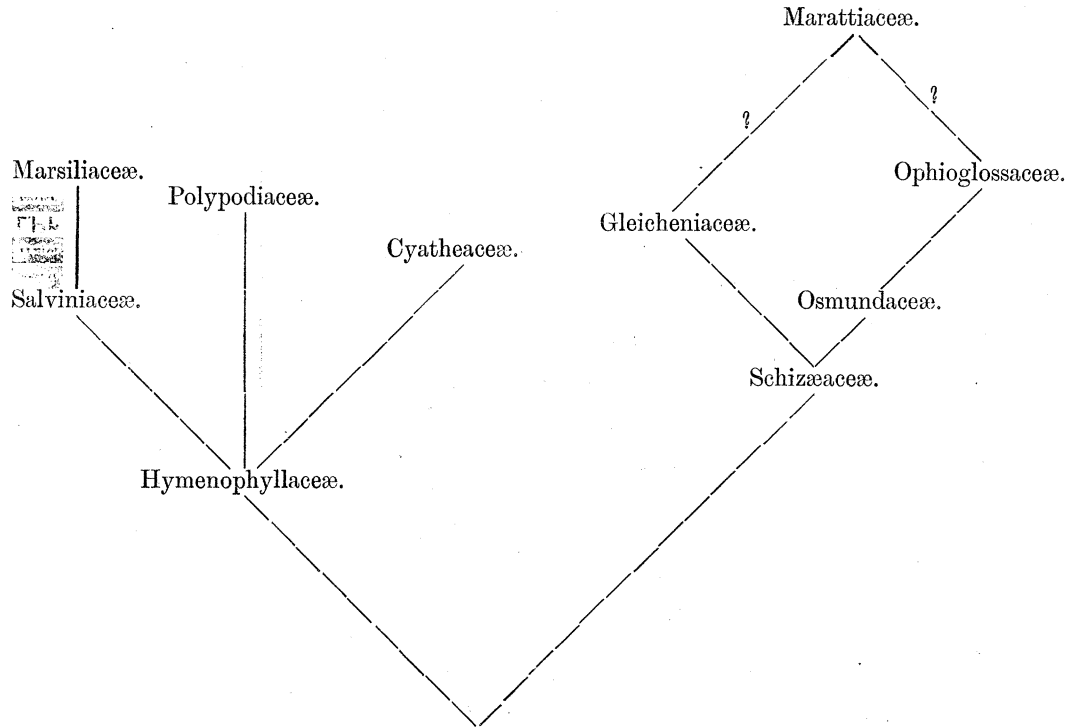 Marattiaceæ.
?
?
Marsiliaceæ.
Ophioglossaceæ.
Polypodiaceæ.
Gleicheniaceæ.
Cyatheaceæ.
Salviniaceæ.
Osmundaceæ.
Schizæaceæ.
Hymenophyllaceæ.